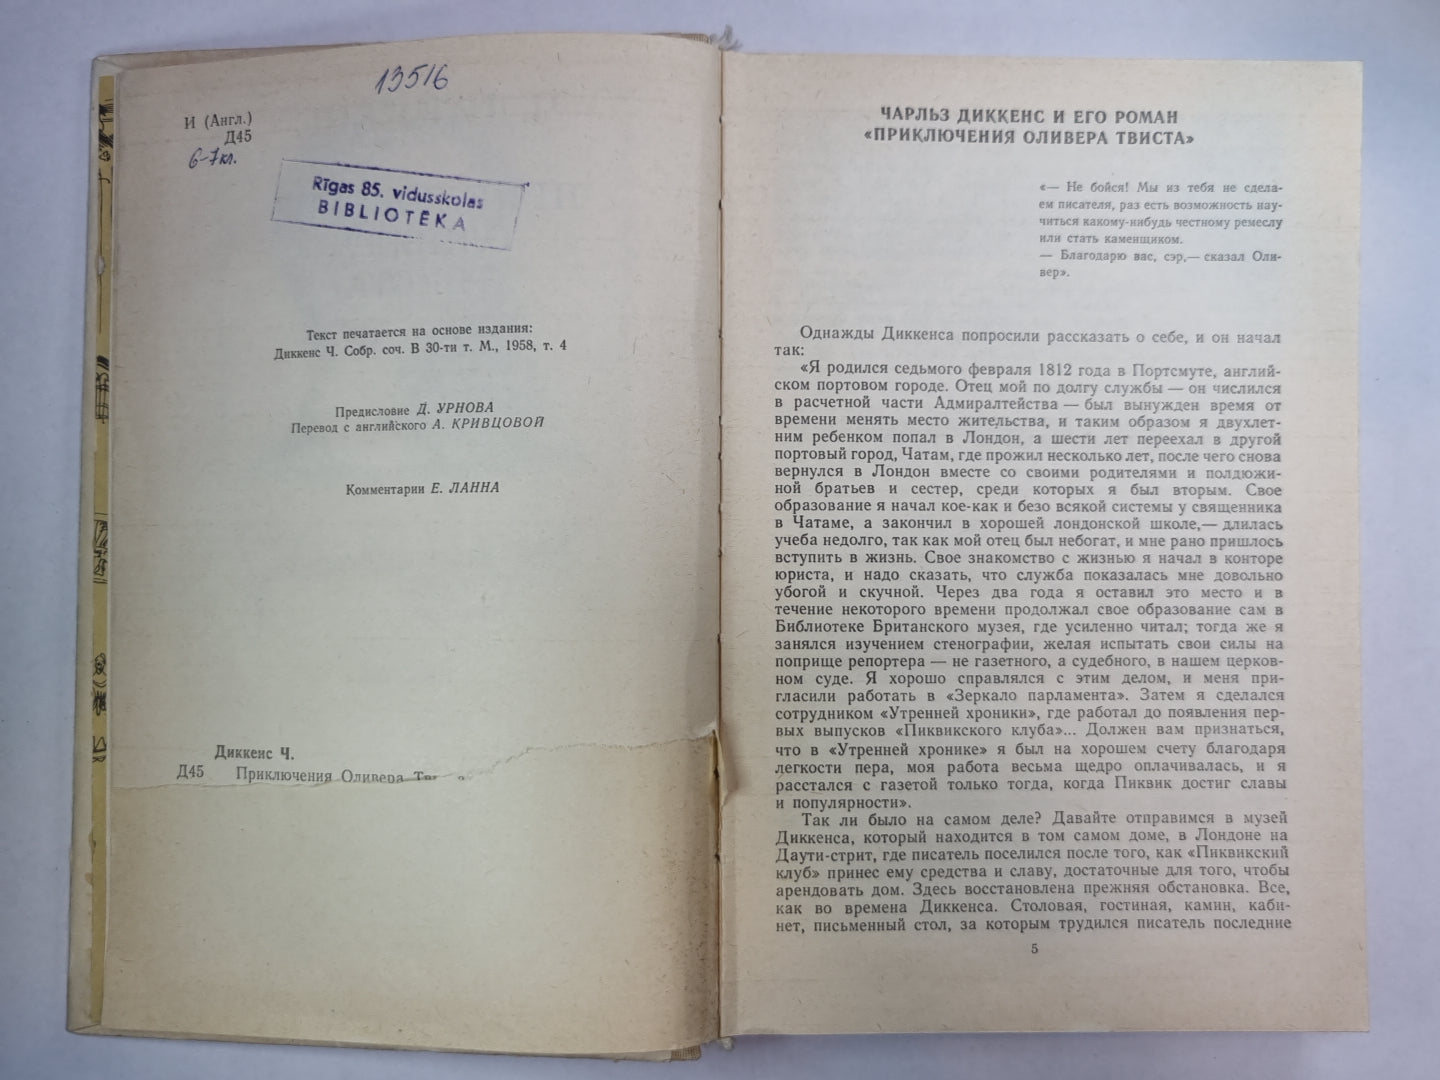 13516
И (Англ.)
Д45
6-7кл.
Rīgas 85. vidusskolas
BIBLIOTĒKA
Текст печатается на основе издания:
Диккенс Ч. Собр. соч. В 30-ти т. М., 1958, т. 4
Предисловие Д. УРНОВА
Перевод с английского А. КРИВЦОВОЙ
Комментарии Е. ЛАННА
Диккенс Ч.
Д45 Приключения Оливера
ЧАРЛЬЗ ДИККЕНС И ЕГО РОМАН
«ПРИКЛЮЧЕНИЯ ОЛИВЕРА ТВИСТА»
«— Не бойся! Мы из тебя не сдела-
ем писателя, раз есть возможность нау-
читься какому-нибудь честному ремеслу
или стать каменщиком.
— Благодарю вас, сэр,— сказал Оли-
вер».
Однажды Диккенса попросили рассказать о себе, и он начал
так:
«Я родился седьмого февраля 1812 года в Портсмуте, англий-
ском портовом городе. Отец мой по долгу службы — он числился
в расчетной части Адмиралтейства — был вынужден время от
времени менять место жительства, и таким образом я двухлет-
ним ребенком попал в Лондон, а шести лет переехал в другой
портовый город, Чатам, где прожил несколько лет, после чего снова
вернулся в Лондон вместе со своими родителями и полдюжи-
ной братьев и сестер, среди которых я был вторым. Свое
образование я начал кое-как и безо всякой системы у священника
в Чатаме, а закончил в хорошей лондонской школе,— длилась
учеба недолго, так как мой отец был небогат, и мне рано пришлось
вступить в жизнь. Свое знакомство с жизнью я начал в конторе
юриста, и надо сказать, что служба показалась мне довольно
убогой и скучной. Через два года я оставил это место и в
течение некоторого времени продолжал свое образование сам в
Библиотеке Британского музея, где усиленно читал; тогда же я
занялся изучением стенографии, желая испытать свои силы на
поприще репортера — не газетного, а судебного, в нашем церков-
ном суде. Я хорошо справлялся с этим делом, и меня при-
гласили работать в «Зеркало парламента». Затем я сделался
сотрудником «Утренней хроники», где работал до появления пер-
вых выпусков «Пиквикского клуба»... Должен вам признаться,
что в «Утренней хронике» я был на хорошем счету благодаря
легкости пера, моя работа весьма щедро оплачивалась, и я
расстался с газетой только тогда, когда Пиквик достиг славы
и популярности».
Так ли было на самом деле? Давайте отправимся в музей
Диккенса, который находится в том самом доме, в Лондоне на
Даути-стрит, где писатель поселился после того, как «Пиквикский
клуб» принес ему средства и славу, достаточные для того, чтобы
арендовать дом. Здесь восстановлена прежняя обстановка. Все,
как во времена Диккенса. Столовая, гостиная, камин, каби-
нет, письменный стол, за которым трудился писатель последние
5